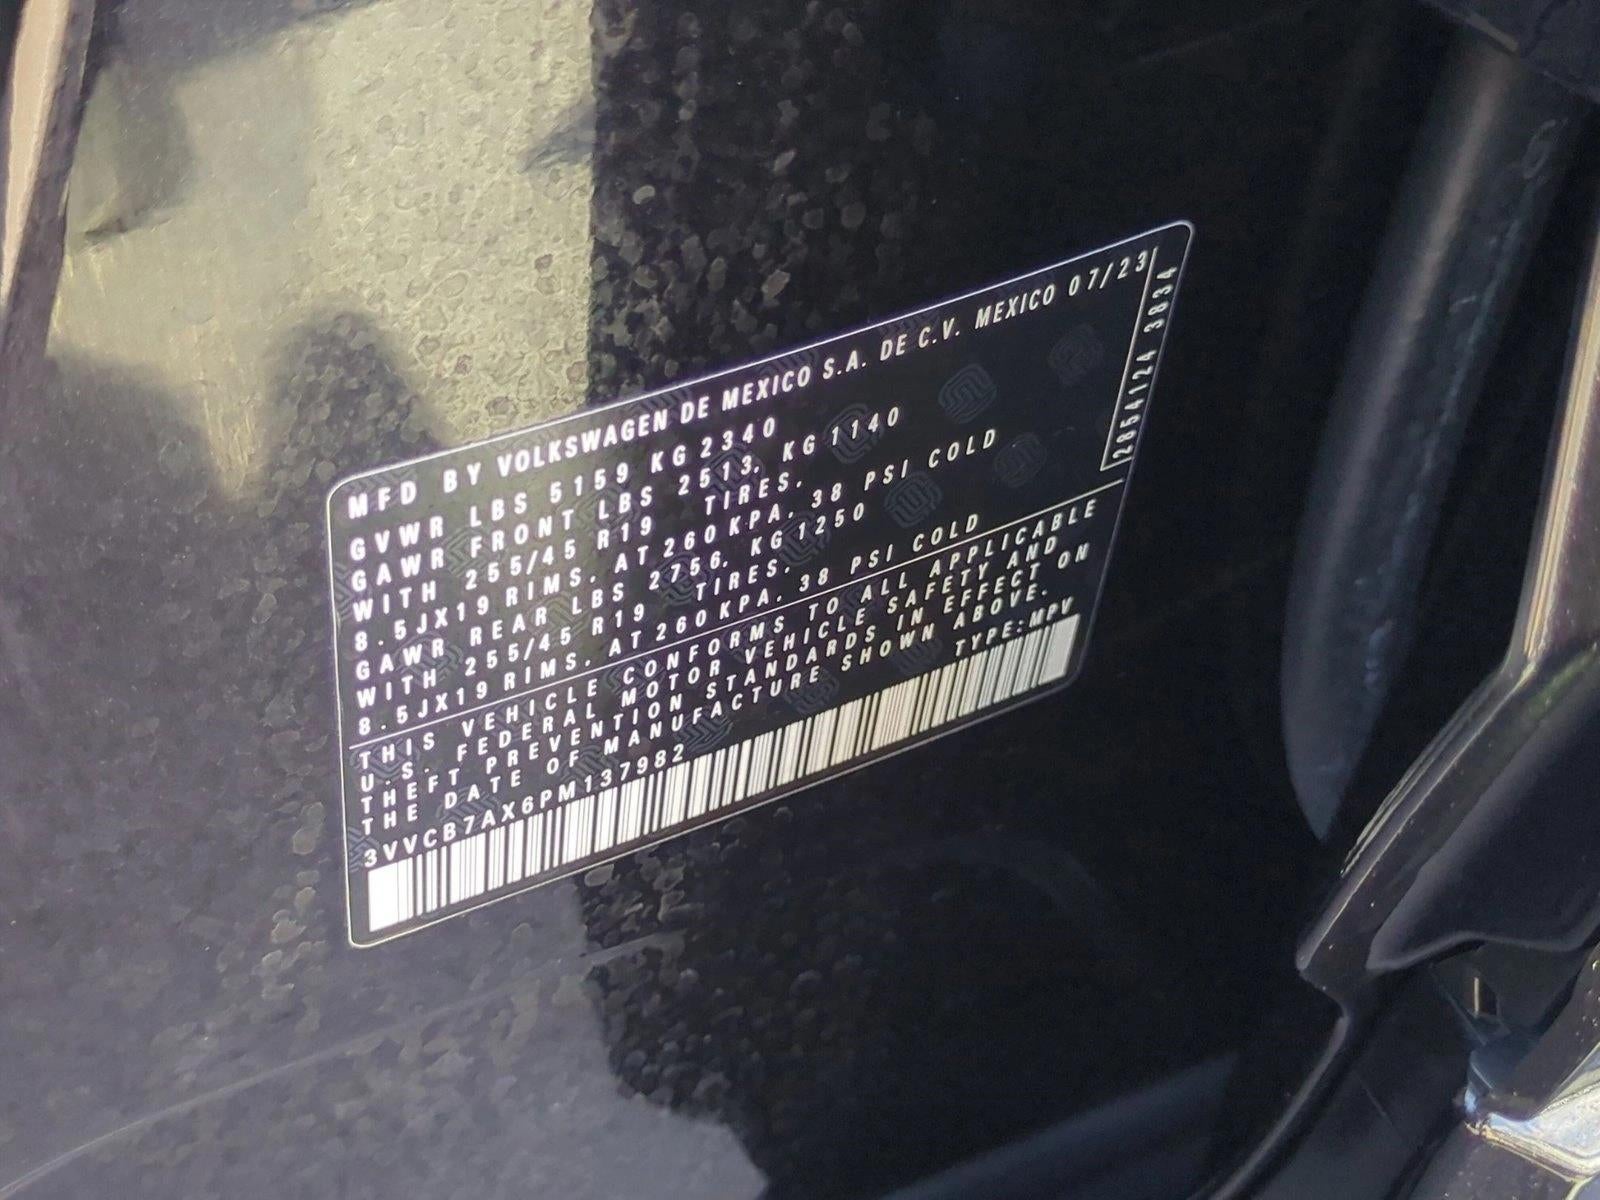 MFD BY VOLKSWAGEN DE MEXICO S.A. DE C.V. MEXICO 07/23
GVWR LBS 5159 KG 2340
GAWR FRONT LBS 2513. KG 1140
WITH 255/45 R19 TIRES.
8.5JX19 RIMS. AT 260 KPA. 38 PSI COLD
GAWR REAR LBS 2756. KG 1250
WITH 255/45 R19 TIRES.
8.5JX19 RIMS. AT 260 KPA. 38 PSI COLD
THIS VEHICLE CONFORMS TO ALL APPLICABLE
U.S. FEDERAL MOTOR VEHICLE SAFETY AND
THEFT PREVENTION STANDARDS IN EFFECT ON
THE DATE OF MANUFACTURE SHOWN ABOVE.
3VVCB7AX6PM137982 TYPE: MPV
28541124 3834